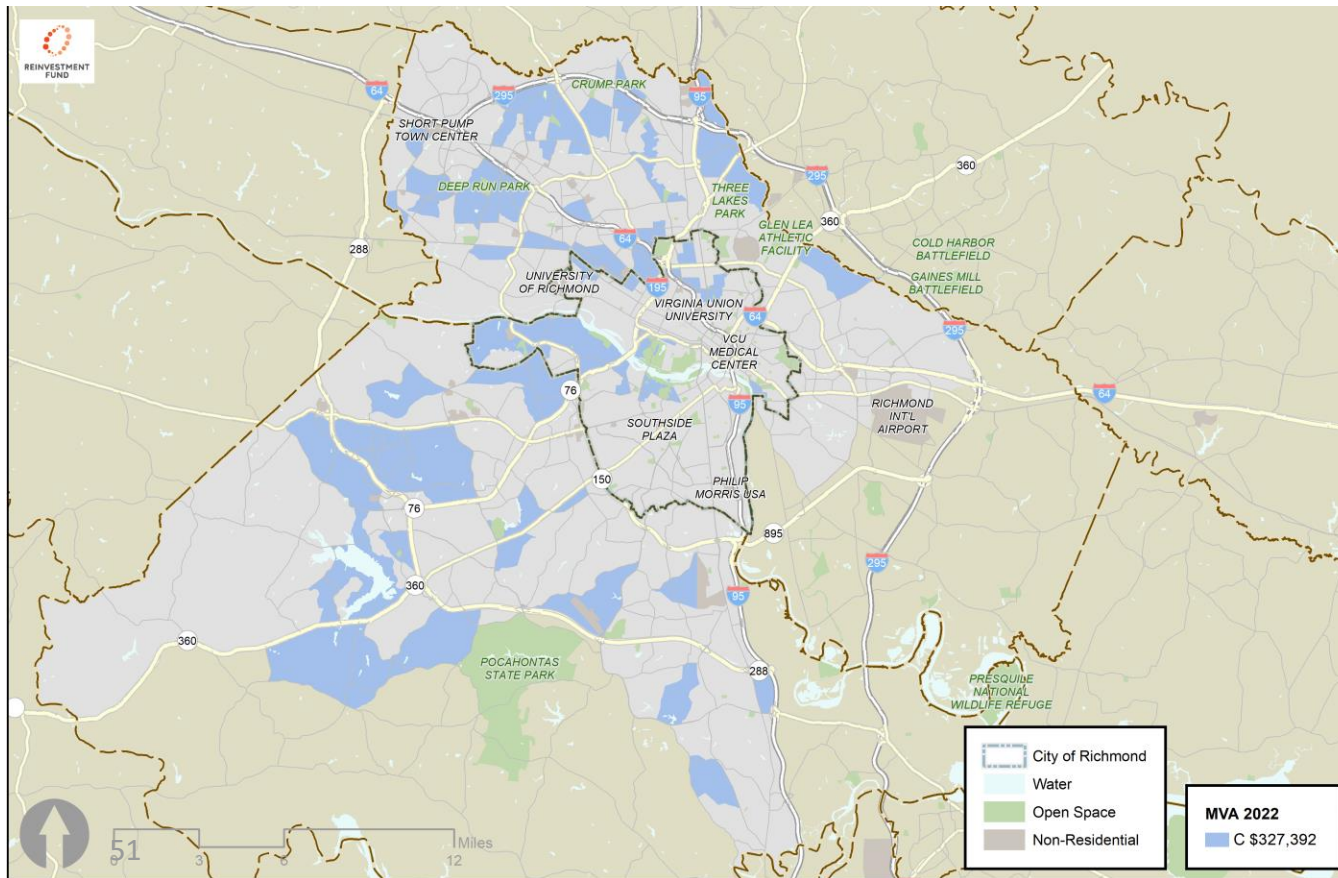 REINVESTMENT
FUND
64
295
CRUMP PARK
95
SHORT PUMP
TOWN CENTER
360
295
DEEP RUN PARK
THREE
LAKES
PARK
360
GLEN LEA
ATHLETIC
FACILITY
COLD HARBOR
BATTLEFIELD
288
64
GAINES MILL
BATTLEFIELD
UNIVERSITY
OF RICHMOND
195
VIRGINIA UNION
UNIVERSITY
64
295
VCU
MEDICAL
CENTER
76
95
64
RICHMOND
INT'L
AIRPORT
SOUTHSIDE
PLAZA
150
PHILIP
MORRIS USA
76
895
295
360
95
360
POCAHONTAS
STATE PARK
288
PRESQUILE
NATIONAL
WILDLIFE REFUGE
City of Richmond
Water
Open Space
Non-Residential
MVA 2022
C $327,392
51
Miles
0 3 6 12